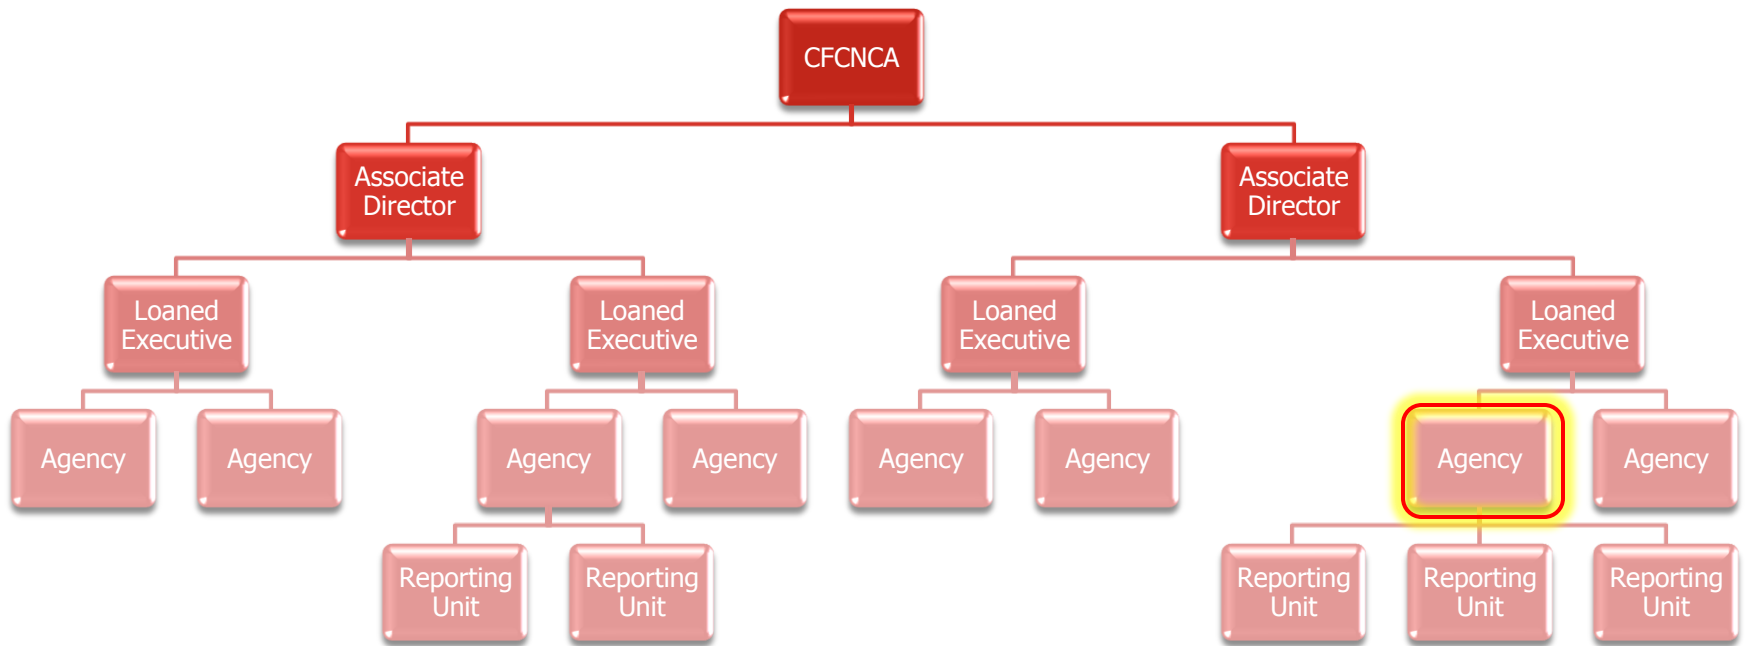 CFCNCA
Associate
Director
Associate
Director
Loaned
Executive
Loaned
Executive
Loaned
Executive
Loaned
Executive
Agency
Agency
Agency
Agency
Agency
Agency
Agency
Agency
Reporting
Unit
Reporting
Unit
Reporting
Unit
Reporting
Unit
Reporting
Unit